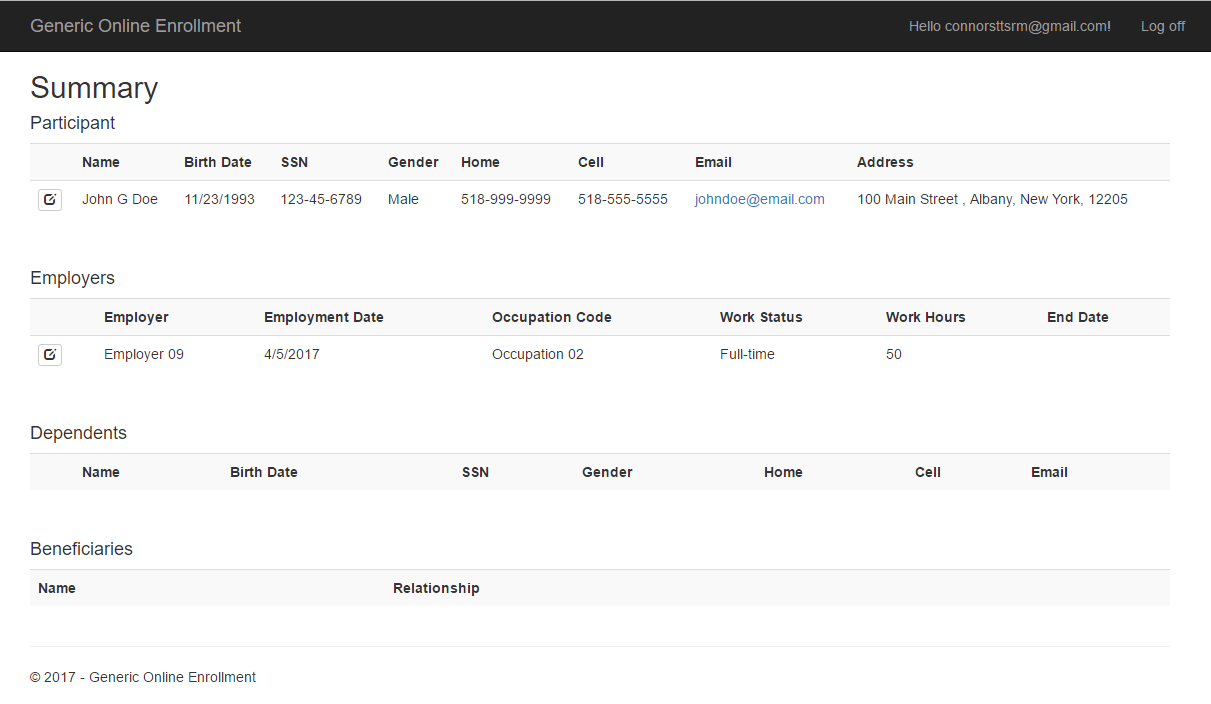 Generic Online Enrollment Hello connorsttsrm@gmail.com! Log off
Summary
Participant
Name Birth Date SSN Gender Home Cell Email Address
John G Doe 11/23/1993 123-45-6789 Male 518-999-9999 518-555-5555 johndoe@email.com 100 Main Street , Albany, New York, 12205
Employers
Employer Employment Date Occupation Code Work Status Work Hours End Date
Employer 09 4/5/2017 Occupation 02 Full-time 50
Dependents
Name Birth Date SSN Gender Home Cell Email
Beneficiaries
Name Relationship
© 2017 - Generic Online Enrollment